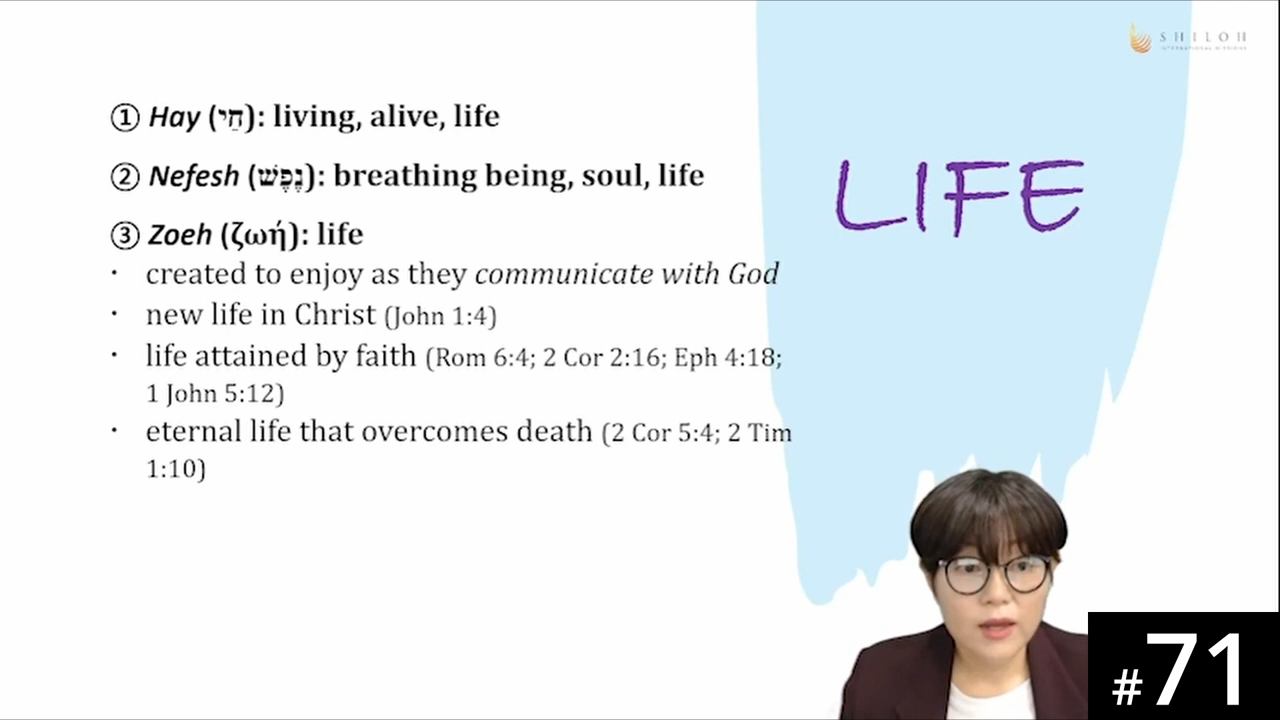 ① Hay (חַי): living, alive, life
② Nefesh (נֶפֶשׁ): breathing being, soul, life
③ Zoeh (ζωή): life
· created to enjoy as they communicate with God
· new life in Christ (John 1:4)
· life attained by faith (Rom 6:4; 2 Cor 2:16; Eph 4:18;
1 John 5:12)
· eternal life that overcomes death (2 Cor 5:4; 2 Tim
1:10)
SHILOH
INTERNATIONAL MISSIONS
LIFE
#71